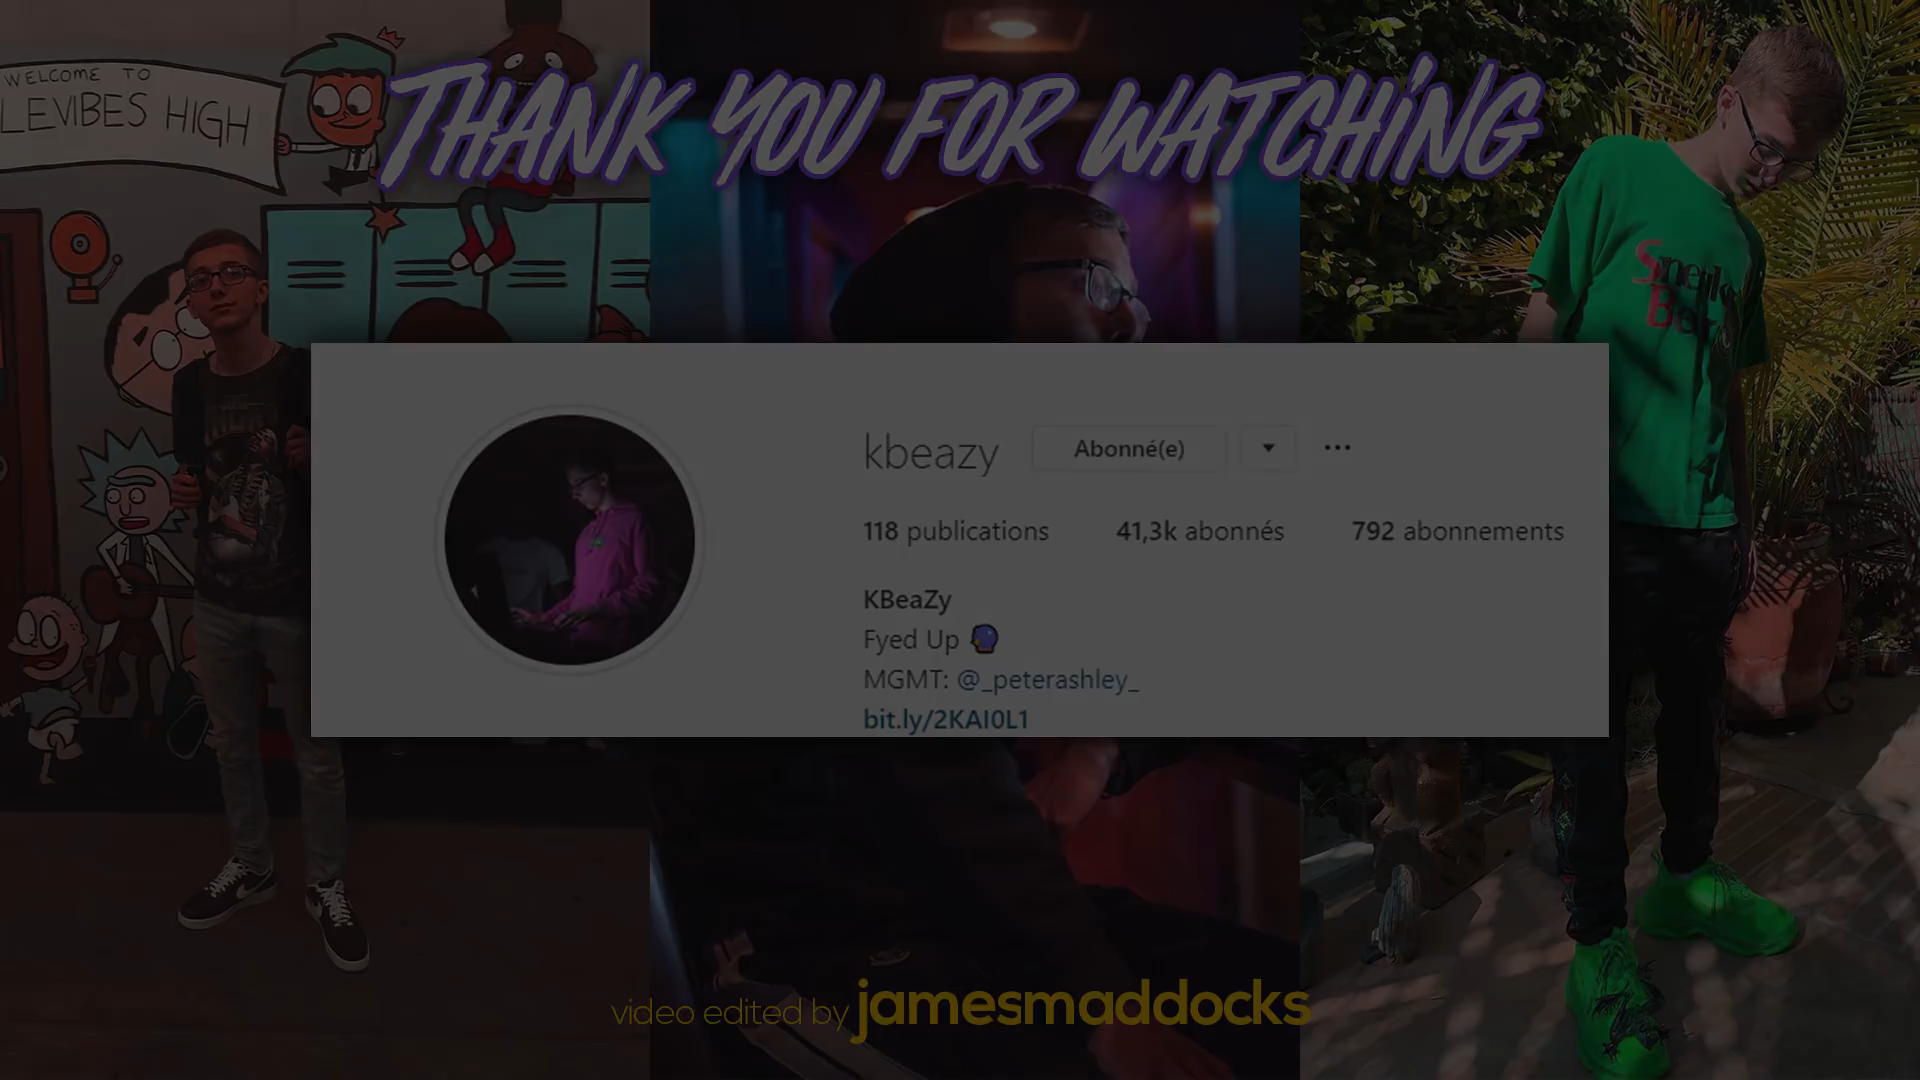 WELCOME TO
LEVIBES HIGH
THANK YOU FOR WATCHING
kbeazy Abonné(e)
118 publications 41,3k abonnés 792 abonnements
KBeaZy
Fyed Up
MGMT: @_peterashley_
bit.ly/2KAI0L1
video edited by jamesmaddocks